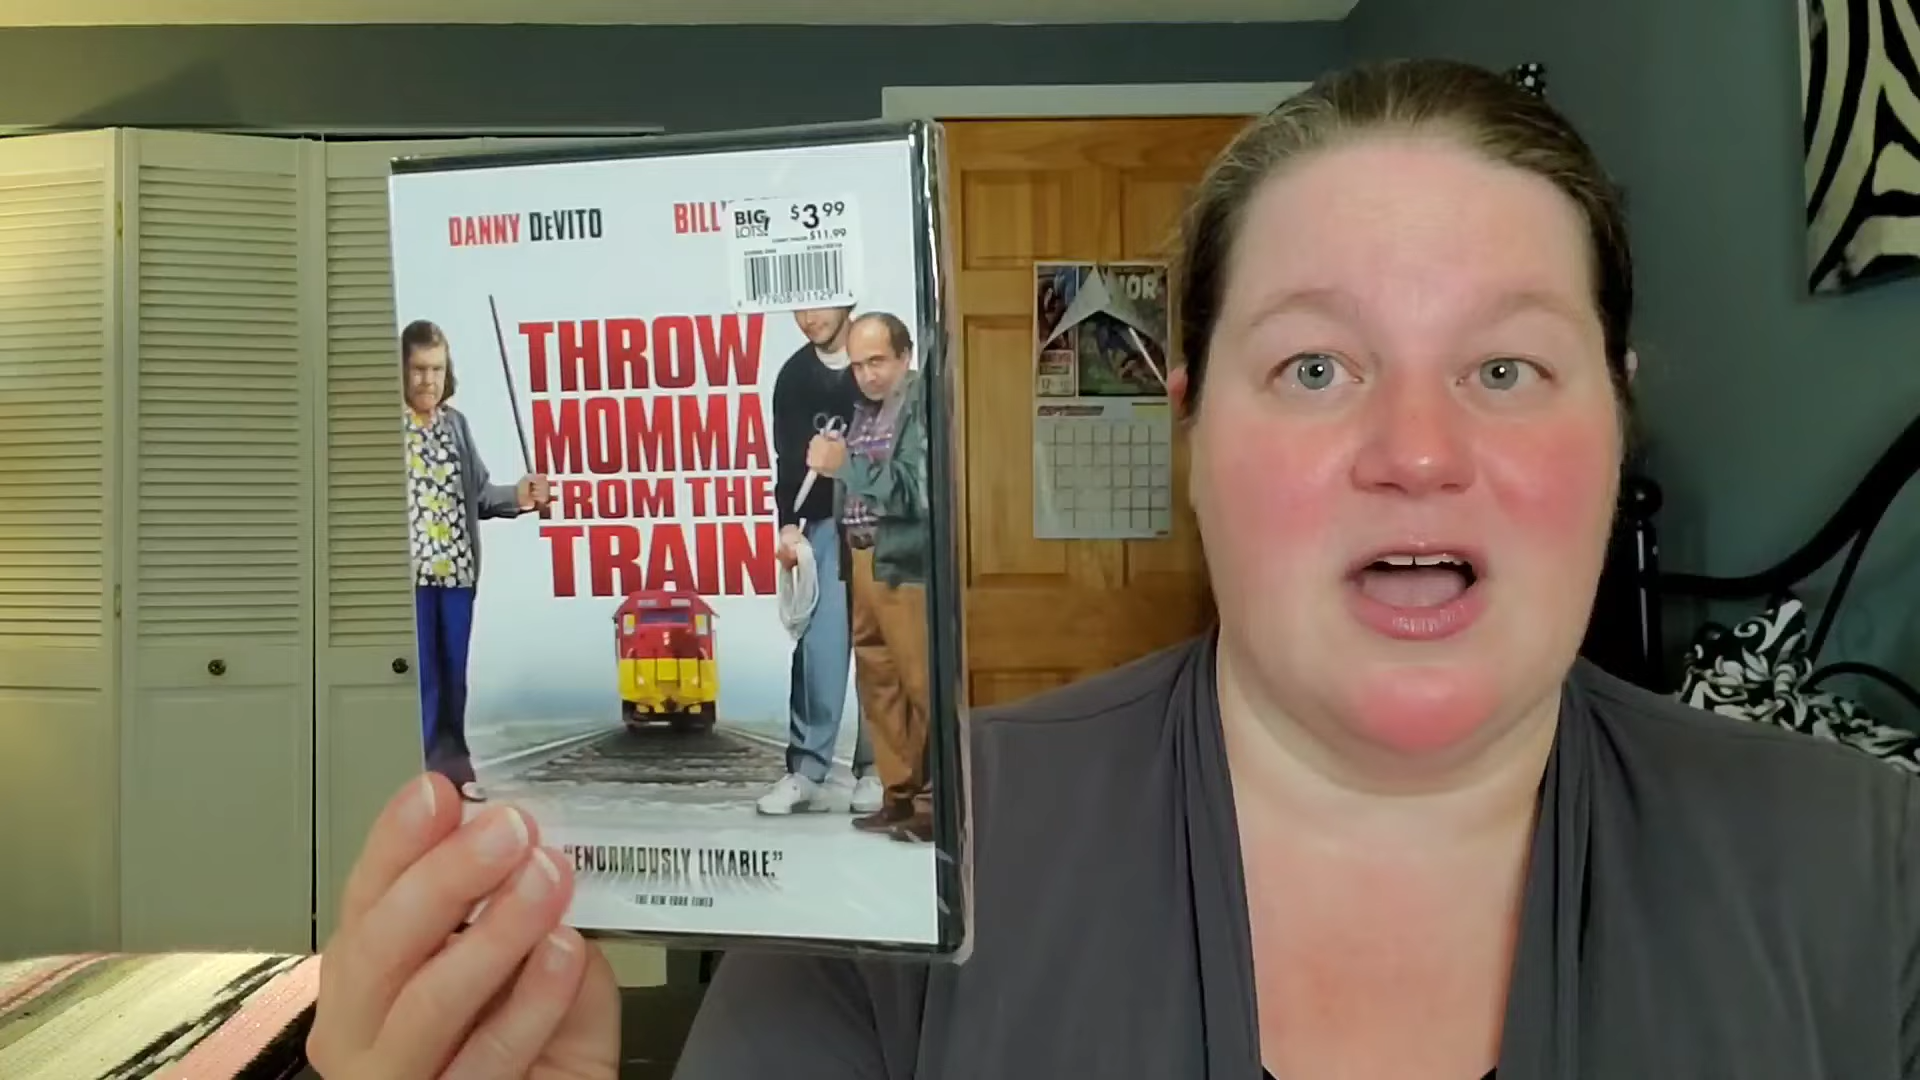 DANNY DEVITO
BILL
BIG LOTS!
$3.99
$11.99
THROW
MOMMA
FROM THE
TRAIN
"ENORMOUSLY LIKABLE."
- THE NEW YORK TIMES